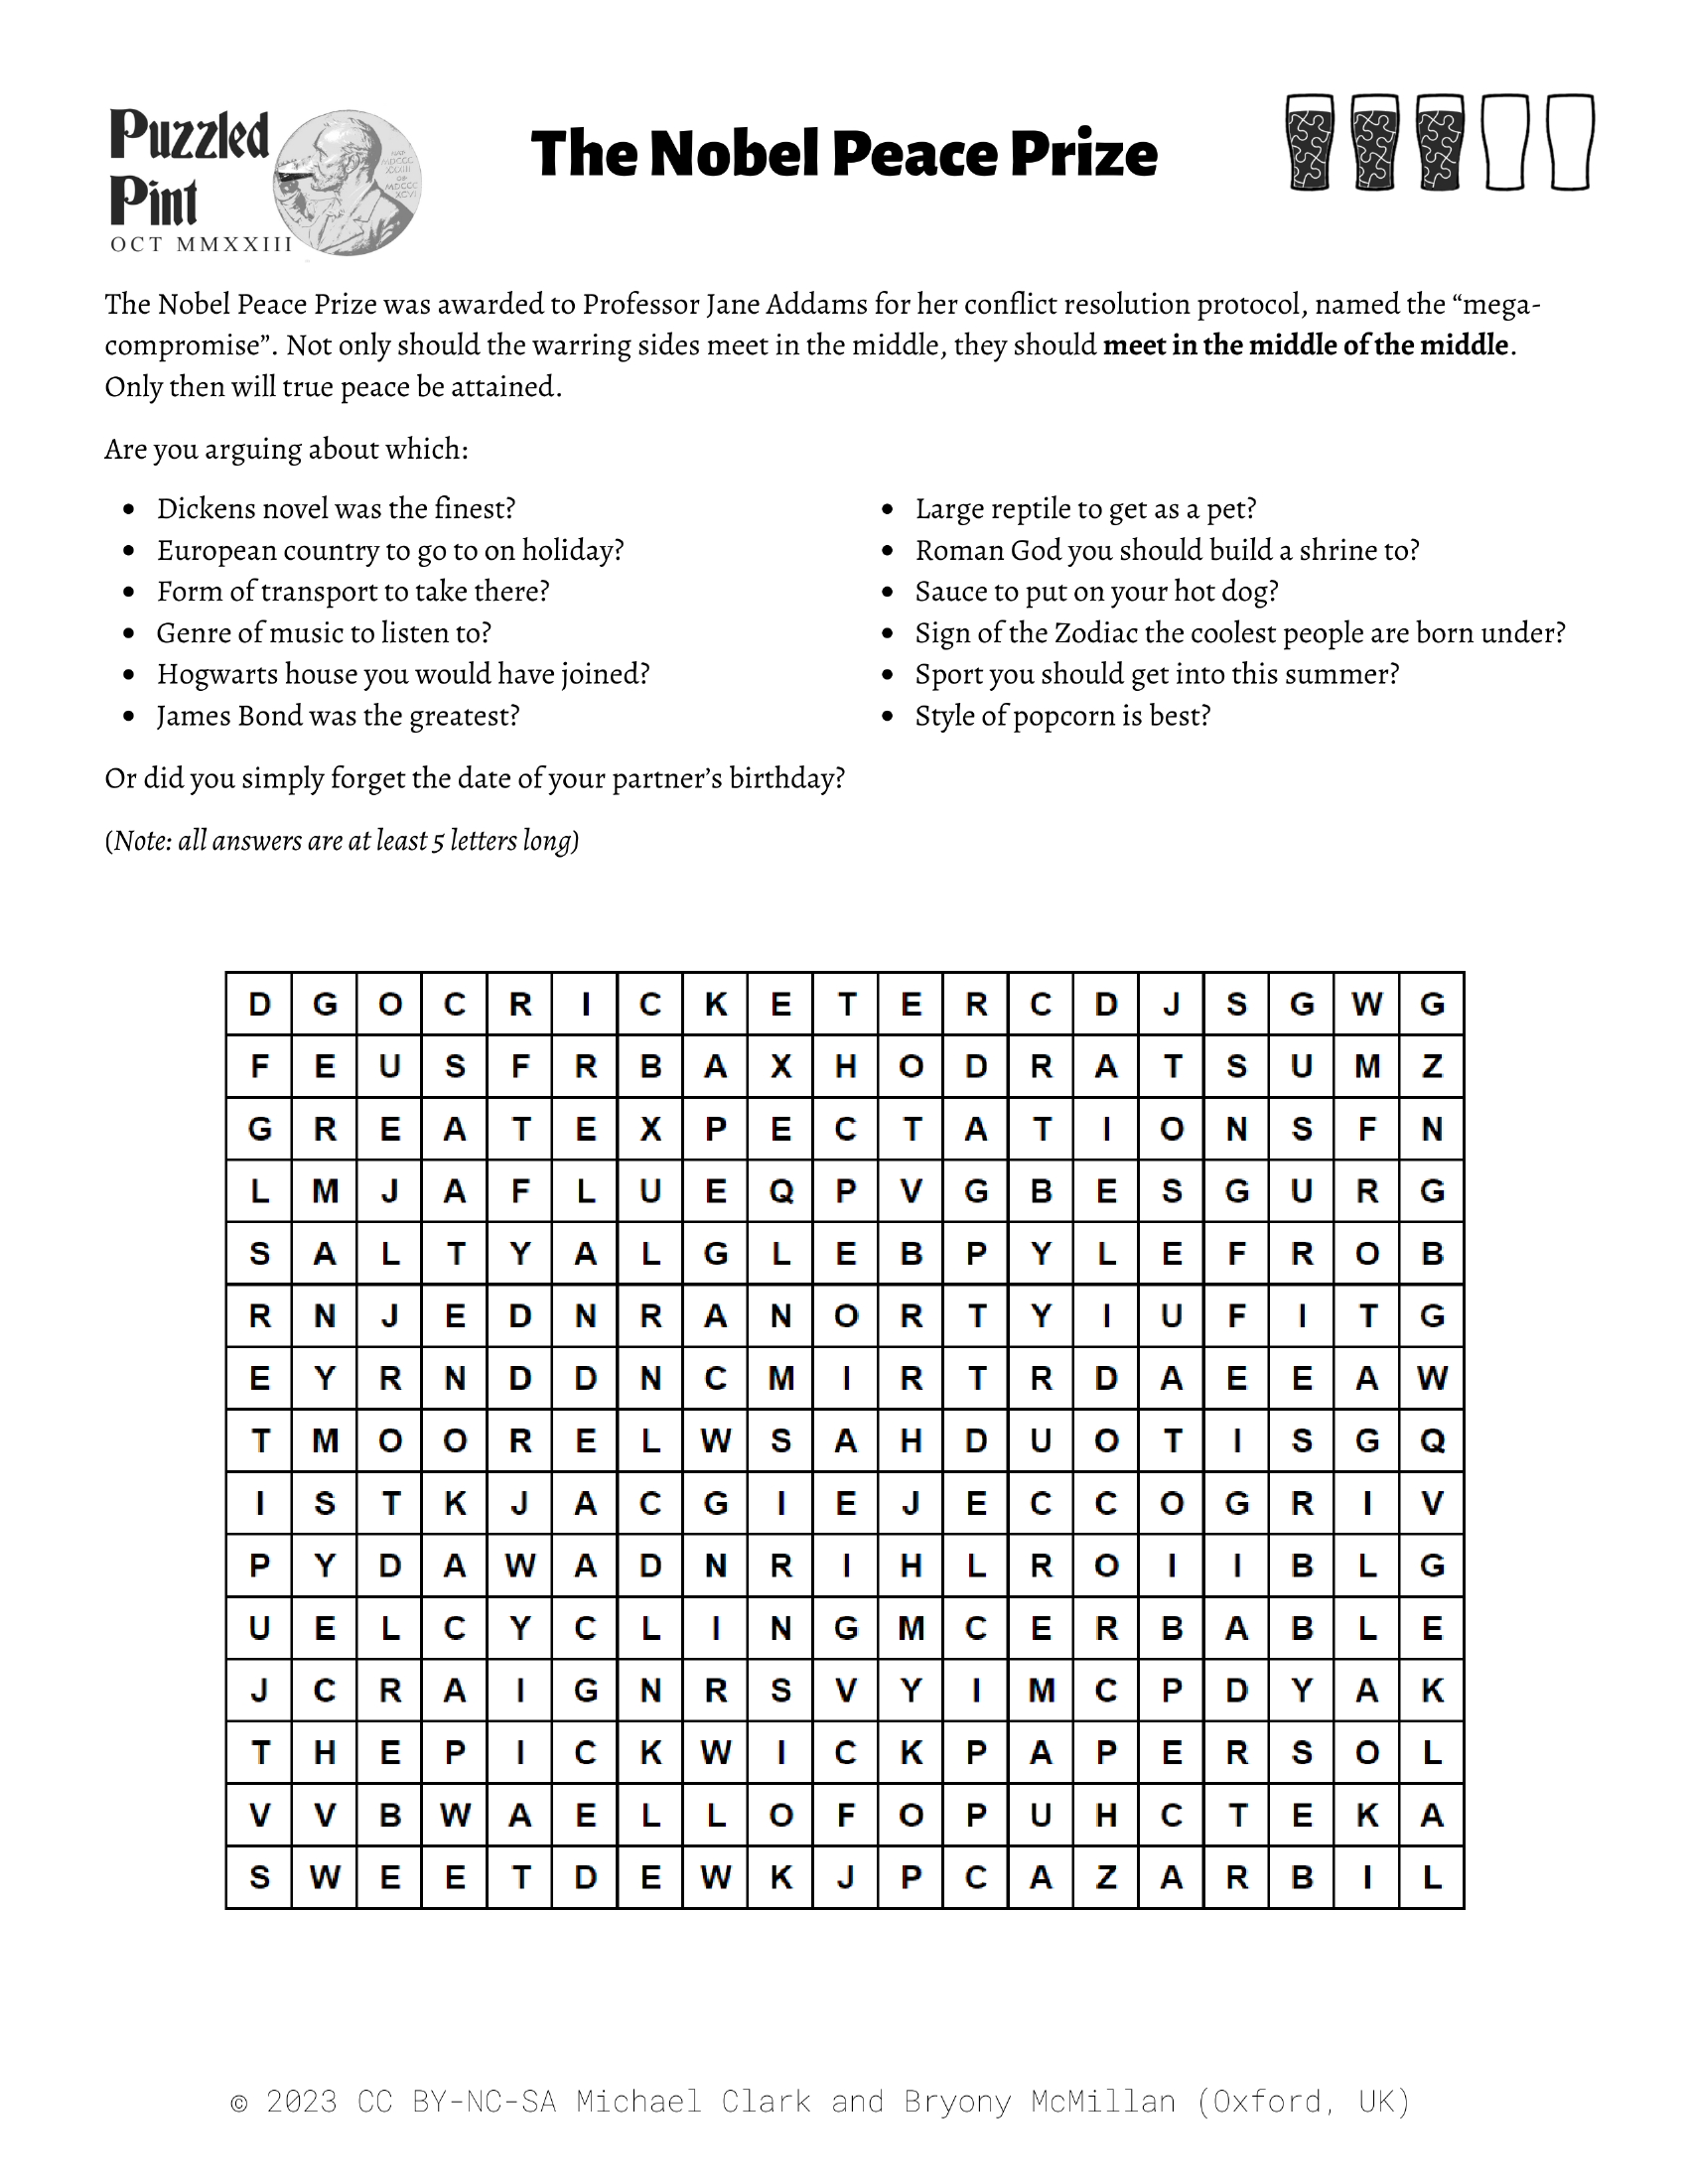 Puzzled
Pint
OCT MMXXIII
The Nobel Peace Prize
The Nobel Peace Prize was awarded to Professor Jane Addams for her conflict resolution protocol, named the “mega-
compromise”. Not only should the warring sides meet in the middle, they should meet in the middle of the middle.
Only then will true peace be attained.
Are you arguing about which:
• Dickens novel was the finest?
• European country to go to on holiday?
• Form of transport to take there?
• Genre of music to listen to?
• Hogwarts house you would have joined?
• James Bond was the greatest?
• Large reptile to get as a pet?
• Roman God you should build a shrine to?
• Sauce to put on your hot dog?
• Sign of the Zodiac the coolest people are born under?
• Sport you should get into this summer?
• Style of popcorn is best?
Or did you simply forget the date of your partner’s birthday?
(Note: all answers are at least 5 letters long)
D G O C R I C K E T E R C D J S G W G
F E U S F R B A X H O D R A T S U M Z
G R E A T E X P E C T A T I O N S F N
L M J A F L U E Q P V G B E S G U R G
S A L T Y A L G L E B P Y L E F R O B
R N J E D N R A N O R T Y I U F I T G
E Y R N D D N C M I R T R D A E E A W
T M O O R E L W S A H D U O T I S G Q
I S T K J A C G I E J E C C O G R I V
P Y D A W A D N R I H L R O I I B L G
U E L C Y C L I N G M C E R B A B L E
J C R A I G N R S V Y I M C P D Y A K
T H E P I C K W I C K P A P E R S O L
V V B W A E L L O F O P U H C T E K A
S W E E T D E W K J P C A Z A R B I L
© 2023 CC BY-NC-SA Michael Clark and Bryony McMillan (Oxford, UK)